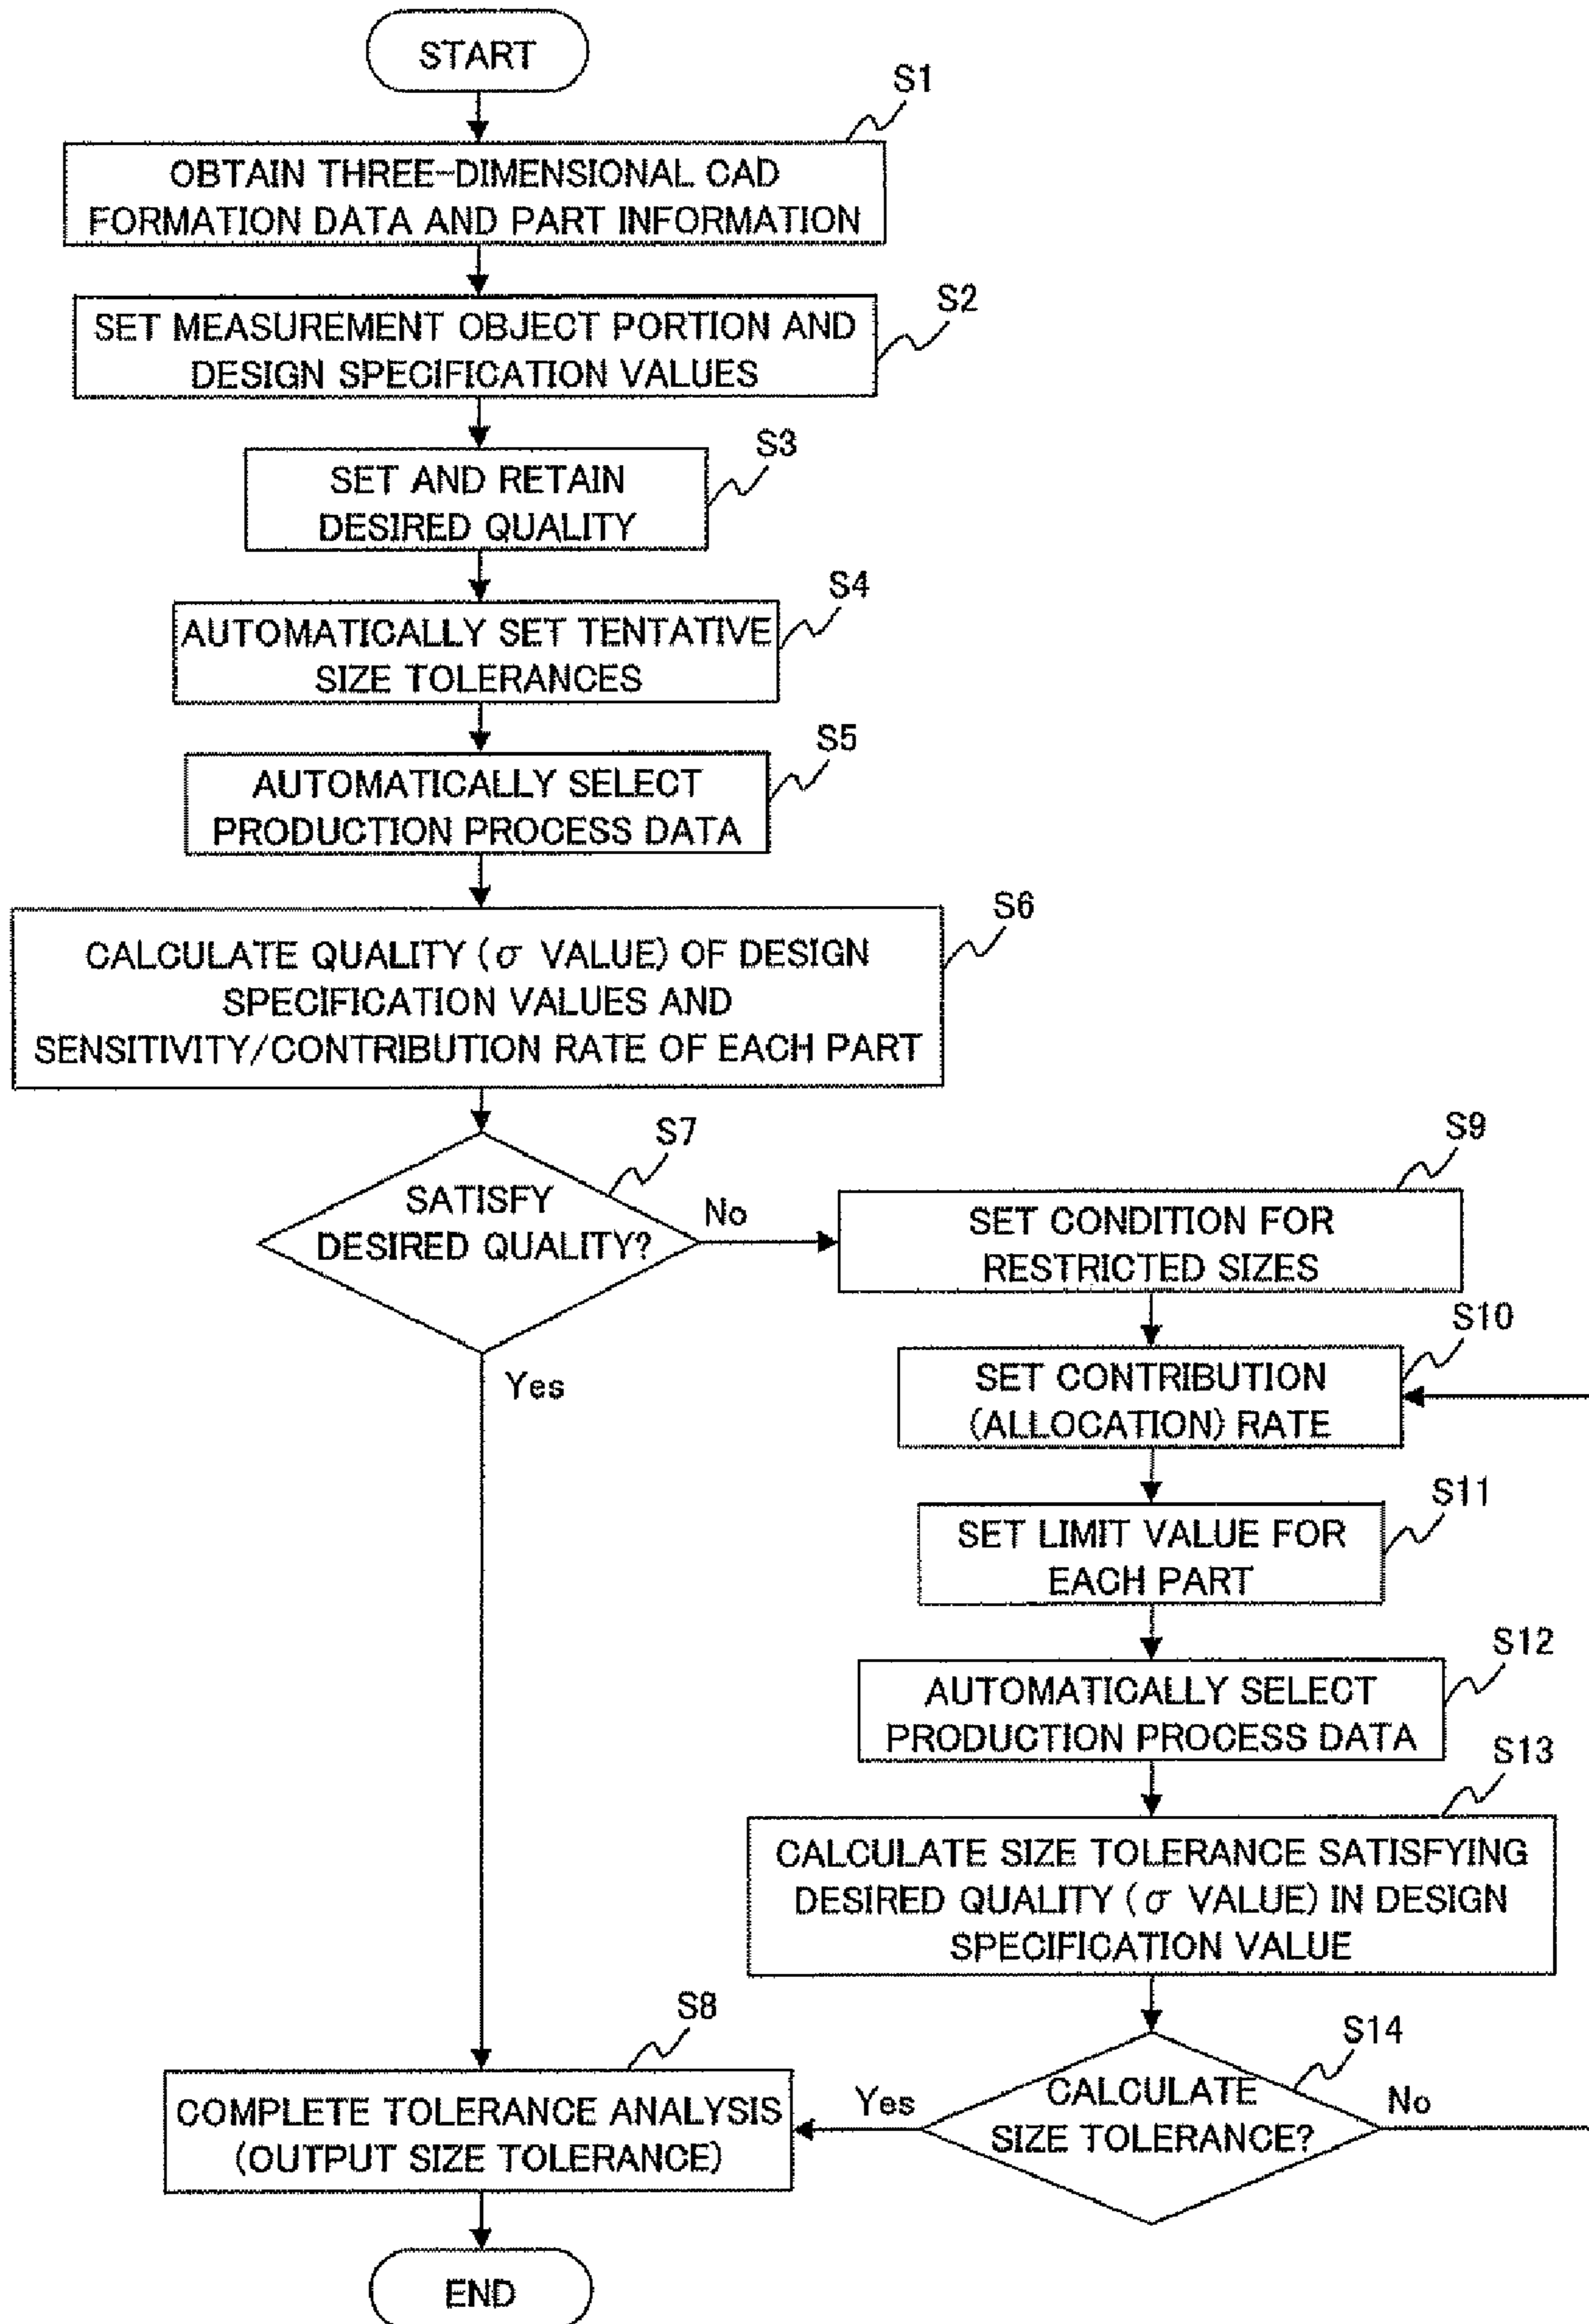 START
S1
OBTAIN THREE-DIMENSIONAL CAD
FORMATION DATA AND PART INFORMATION
S2
SET MEASUREMENT OBJECT PORTION AND
DESIGN SPECIFICATION VALUES
S3
SET AND RETAIN
DESIRED QUALITY
S4
AUTOMATICALLY SET TENTATIVE
SIZE TOLERANCES
S5
AUTOMATICALLY SELECT
PRODUCTION PROCESS DATA
S6
CALCULATE QUALITY (σ VALUE) OF DESIGN
SPECIFICATION VALUES AND
SENSITIVITY/CONTRIBUTION RATE OF EACH PART
S7
SATISFY
DESIRED QUALITY?
No
Yes
S9
SET CONDITION FOR
RESTRICTED SIZES
S10
SET CONTRIBUTION
(ALLOCATION) RATE
S11
SET LIMIT VALUE FOR
EACH PART
S12
AUTOMATICALLY SELECT
PRODUCTION PROCESS DATA
S13
CALCULATE SIZE TOLERANCE SATISFYING
DESIRED QUALITY (σ VALUE) IN DESIGN
SPECIFICATION VALUE
S14
CALCULATE
SIZE TOLERANCE?
Yes
No
S8
COMPLETE TOLERANCE ANALYSIS
(OUTPUT SIZE TOLERANCE)
END